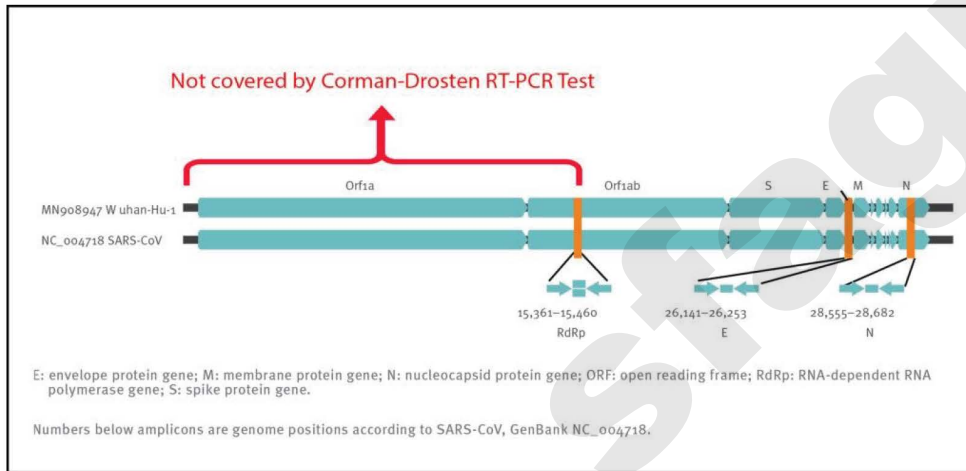 Not covered by Corman-Drosten RT-PCR Test
Orf1a Orf1ab S E M N
MN908947 W uhan-Hu-1
NC_004718 SARS-CoV
15,361–15,460 26,141–26,253 28,555–28,682
RdRp E N
E: envelope protein gene; M: membrane protein gene; N: nucleocapsid protein gene; ORF: open reading frame; RdRp: RNA-dependent RNA
polymerase gene; S: spike protein gene.
Numbers below amplicons are genome positions according to SARS-CoV, GenBank NC_004718.